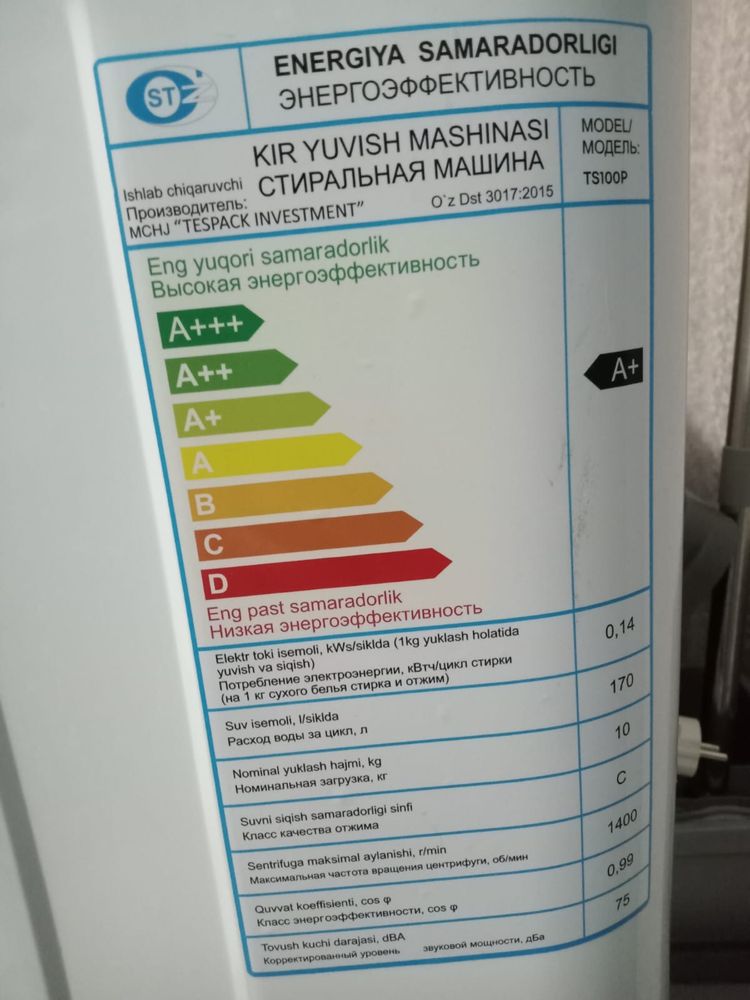 ST
ENERGIYA SAMARADORLIGI
ЭНЕРГОЭФФЕКТИВНОСТЬ
KIR YUVISH MASHINASI
СТИРАЛЬНАЯ МАШИНА
Ishlab chiqaruvchi
Производитель:
MCHJ “TESPACK INVESTMENT”
O`z Dst 3017:2015
MODEL/
МОДЕЛЬ:
TS100P
Eng yuqori samaradorlik
Высокая энергоэффективность
A+++
A++
A+
A
B
C
D
A+
Eng past samaradorlik
Низкая энергоэффективность
Elektr toki isemoli, kWs/siklda (1kg yuklash holatida
yuvish va siqish)
Потребление электроэнергии, кВтч/цикл стирки
(на 1 кг сухого белья стирка и отжим)
0,14
Suv isemoli, l/siklda
Расход воды за цикл, л
170
Nominal yuklash hajmi, kg
Номинальная загрузка, кг
10
Suvni siqish samaradorligi sinfi
Класс качества отжима
C
Sentrifuga maksimal aylanishi, r/min
Максимальная частота вращения центрифуги, об/мин
1400
Quvvat koeffisienti, cos φ
Класс энергоэффективности, cos φ
0,99
Tovush kuchi darajasi, dBA
Корректированный уровень звуковой мощности, дБа
75